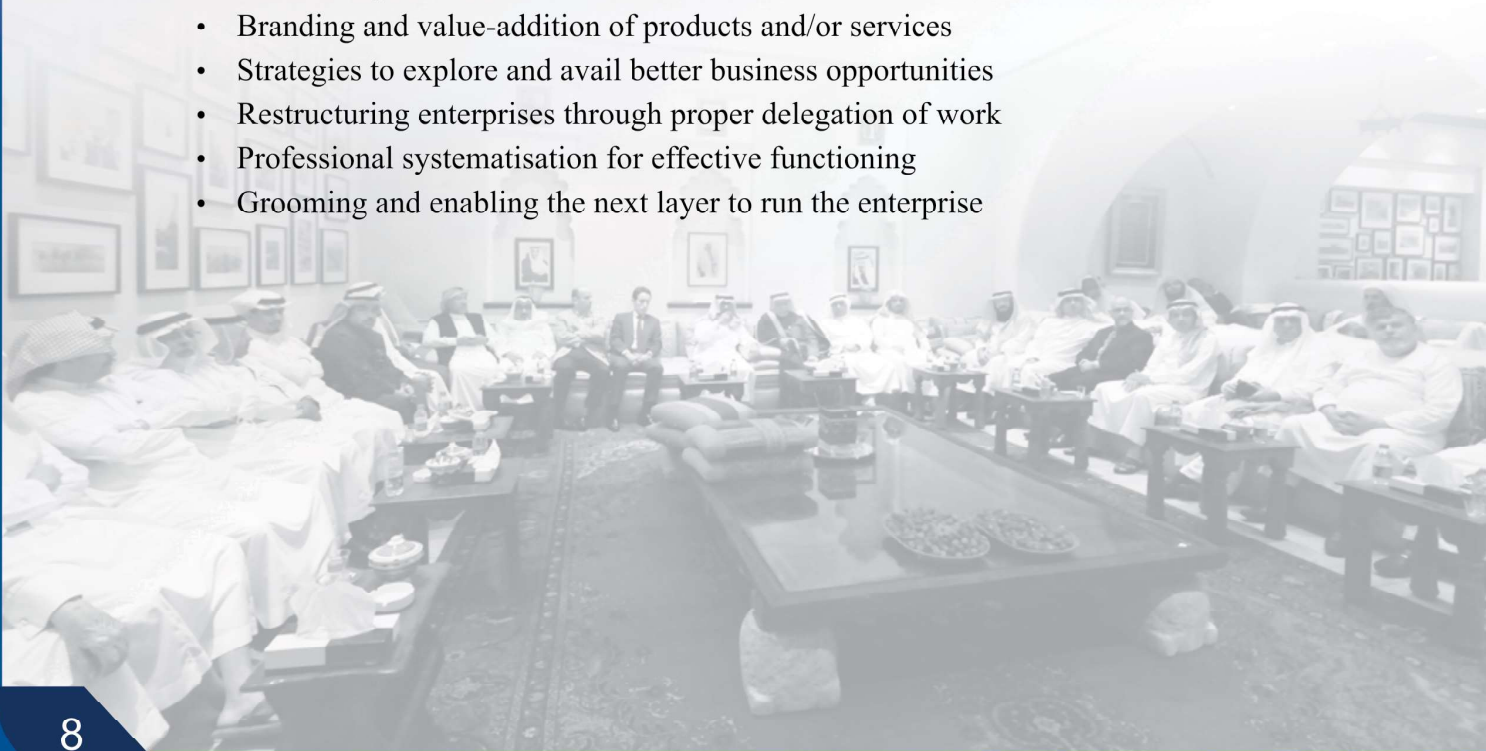 • Branding and value-addition of products and/or services
• Strategies to explore and avail better business opportunities
• Restructuring enterprises through proper delegation of work
• Professional systematisation for effective functioning
• Grooming and enabling the next layer to run the enterprise
8